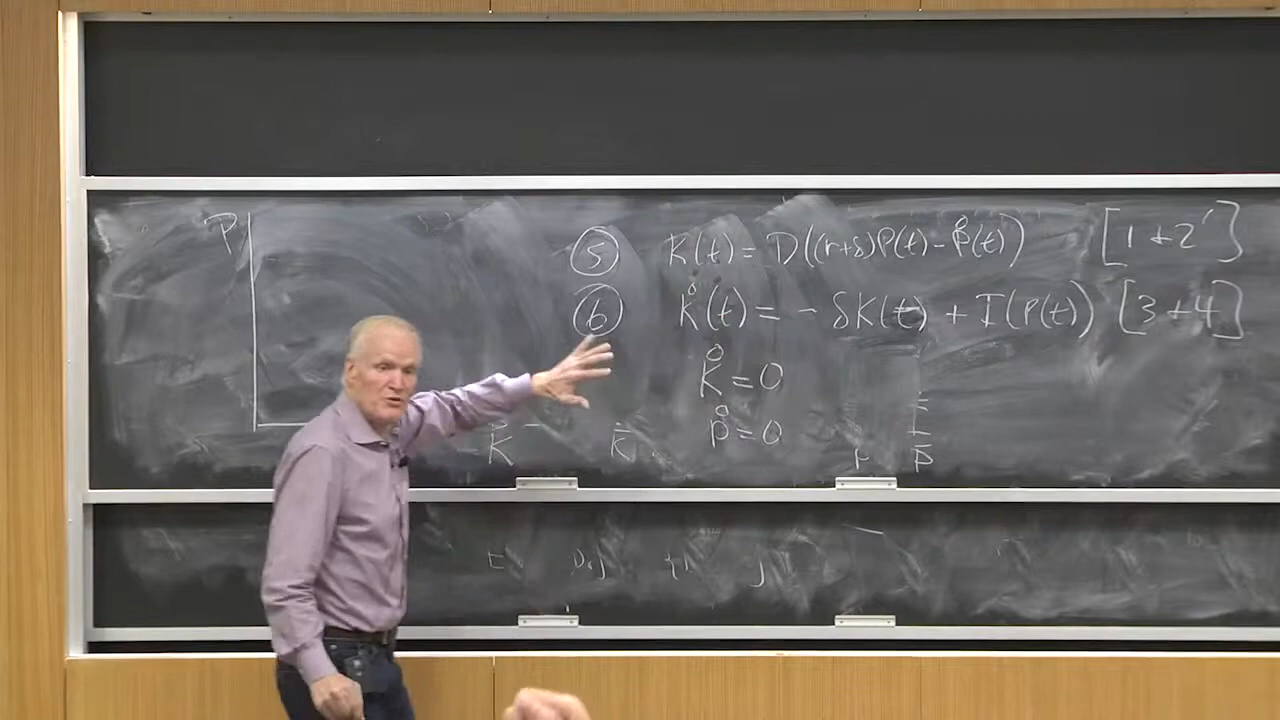 P
⑤ K(t) = D((r+δ)P(t) - P̊(t)) [1+2']
⑥ K̊(t) = - δK(t) + I(P(t)) [3+4]
K̊ = 0
P̊ = 0
K̄
P̄